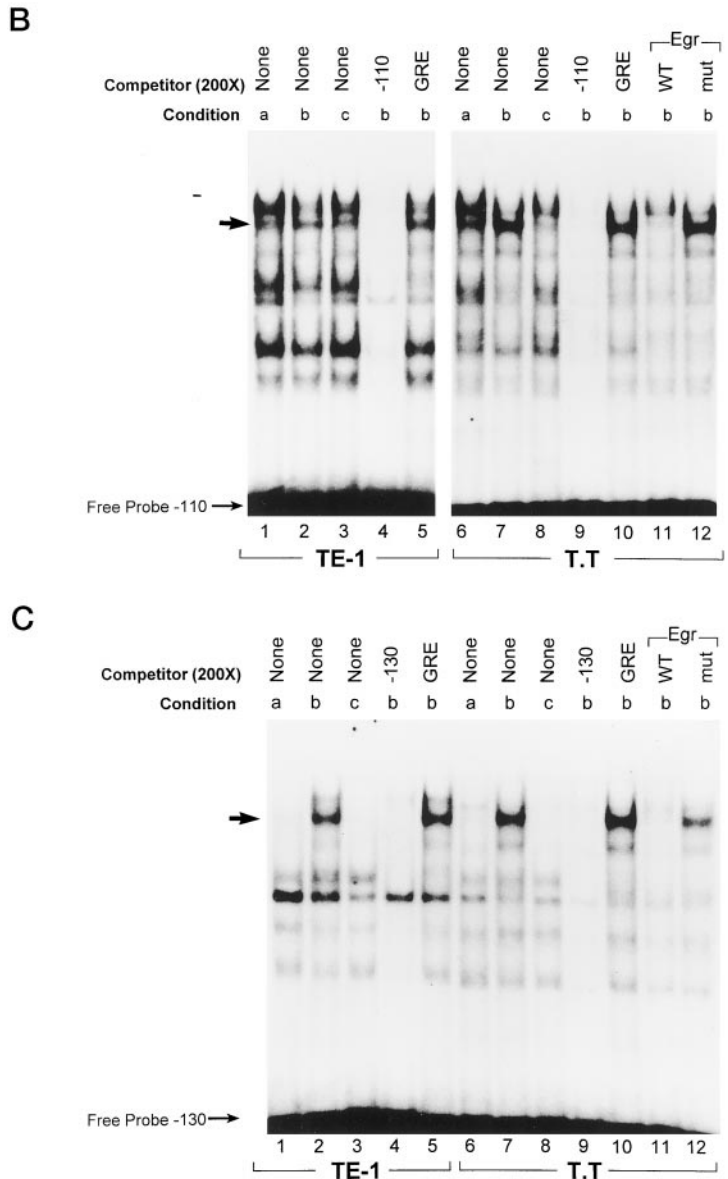 B
Egr
Competitor (200X) None None None -110 GRE None None None -110 GRE WT mut
Condition a b c b b a b c b b b b
Free Probe -110
1 2 3 4 5 6 7 8 9 10 11 12
TE-1 T.T
C
Egr
Competitor (200X) None None None -130 GRE None None None -130 GRE WT mut
Condition a b c b b a b c b b b b
Free Probe -130
1 2 3 4 5 6 7 8 9 10 11 12
TE-1 T.T